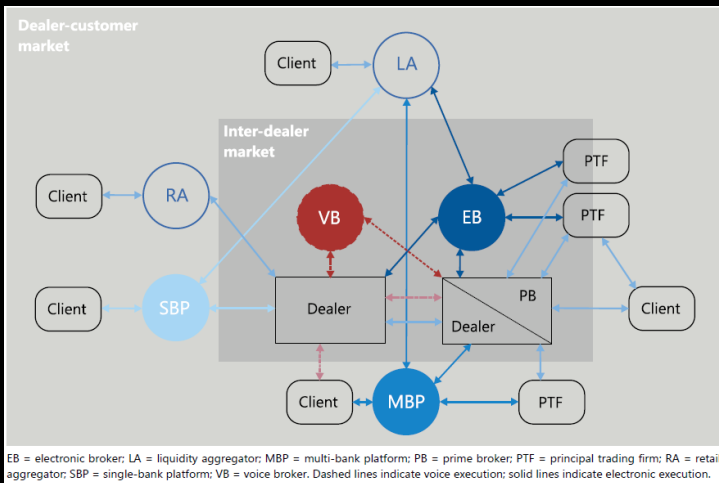 Dealer-customer
market
Client
LA
Inter-dealer
market
PTF
Client
RA
VB
EB
PTF
Client
SBP
Dealer
PB
Dealer
Client
Client
MBP
PTF
EB = electronic broker; LA = liquidity aggregator; MBP = multi-bank platform; PB = prime broker; PTF = principal trading firm; RA = retail
aggregator; SBP = single-bank platform; VB = voice broker. Dashed lines indicate voice execution; solid lines indicate electronic execution.